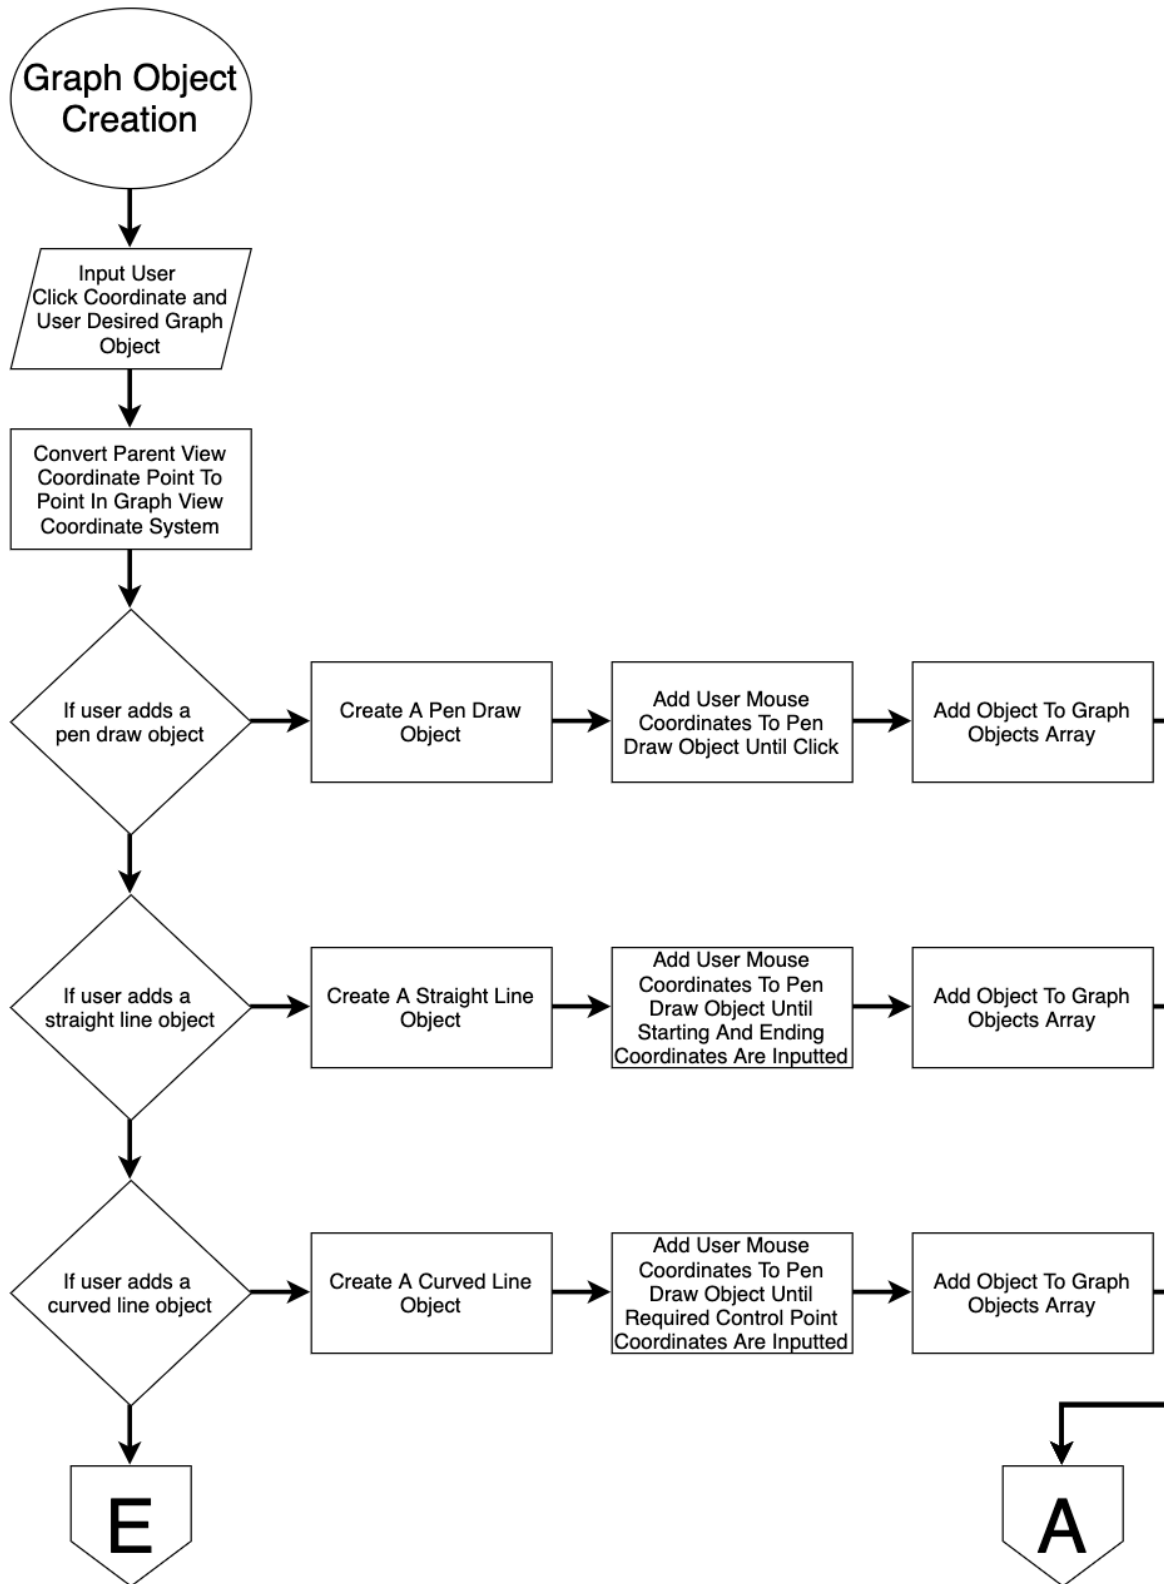 Graph Object
Creation
Input User
Click Coordinate and
User Desired Graph
Object
Convert Parent View
Coordinate Point To
Point In Graph View
Coordinate System
If user adds a
pen draw object
Create A Pen Draw
Object
Add User Mouse
Coordinates To Pen
Draw Object Until Click
Add Object To Graph
Objects Array
If user adds a
straight line object
Create A Straight Line
Object
Add User Mouse
Coordinates To Pen
Draw Object Until
Starting And Ending
Coordinates Are Inputted
Add Object To Graph
Objects Array
If user adds a
curved line object
Create A Curved Line
Object
Add User Mouse
Coordinates To Pen
Draw Object Until
Required Control Point
Coordinates Are Inputted
Add Object To Graph
Objects Array
E
A